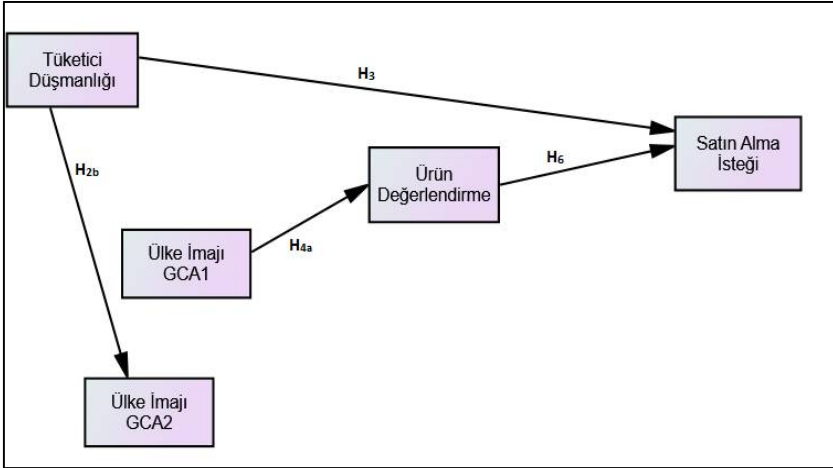 Tüketici
Düşmanlığı
H3
Satın Alma
İsteği
H2b
Ürün
Değerlendirme
H6
Ülke İmajı
GCA1
H4a
Ülke İmajı
GCA2